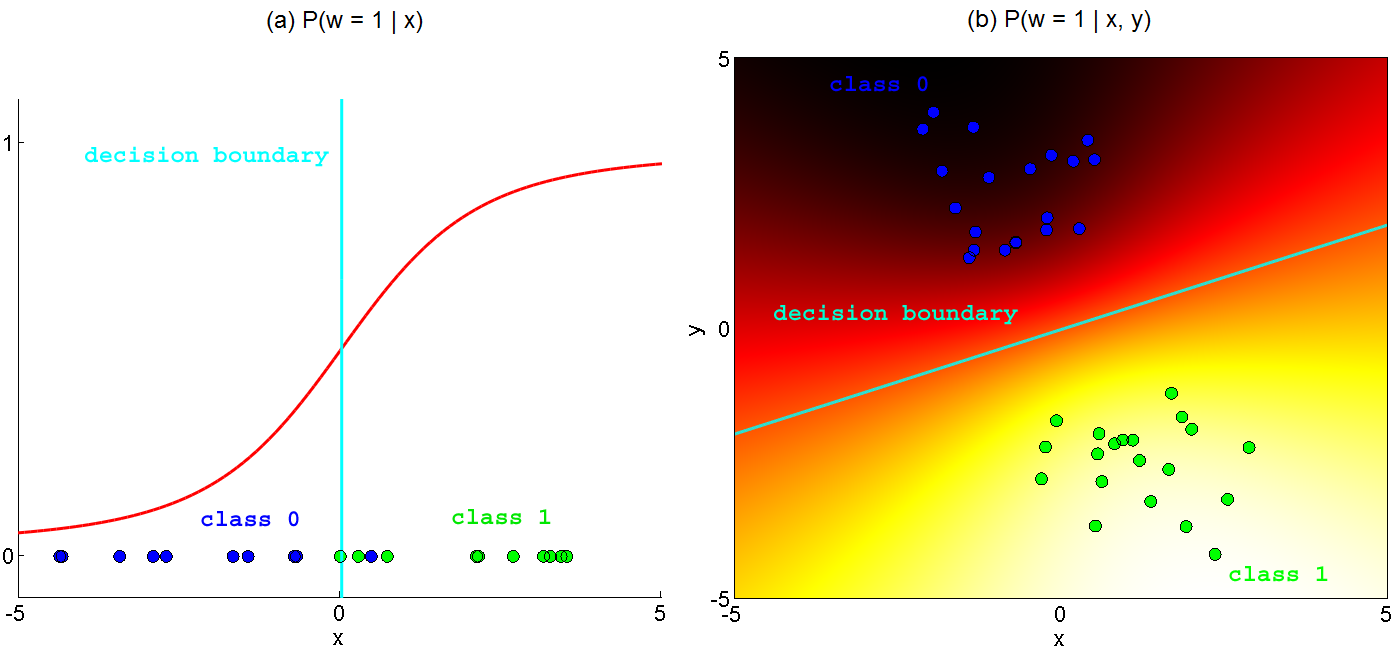 (a) P(w = 1 | x)
1
decision boundary
class 0
class 1
0
-5
0
5
x
(b) P(w = 1 | x, y)
5
class 0
decision boundary
y
0
class 1
-5
-5
0
5
x